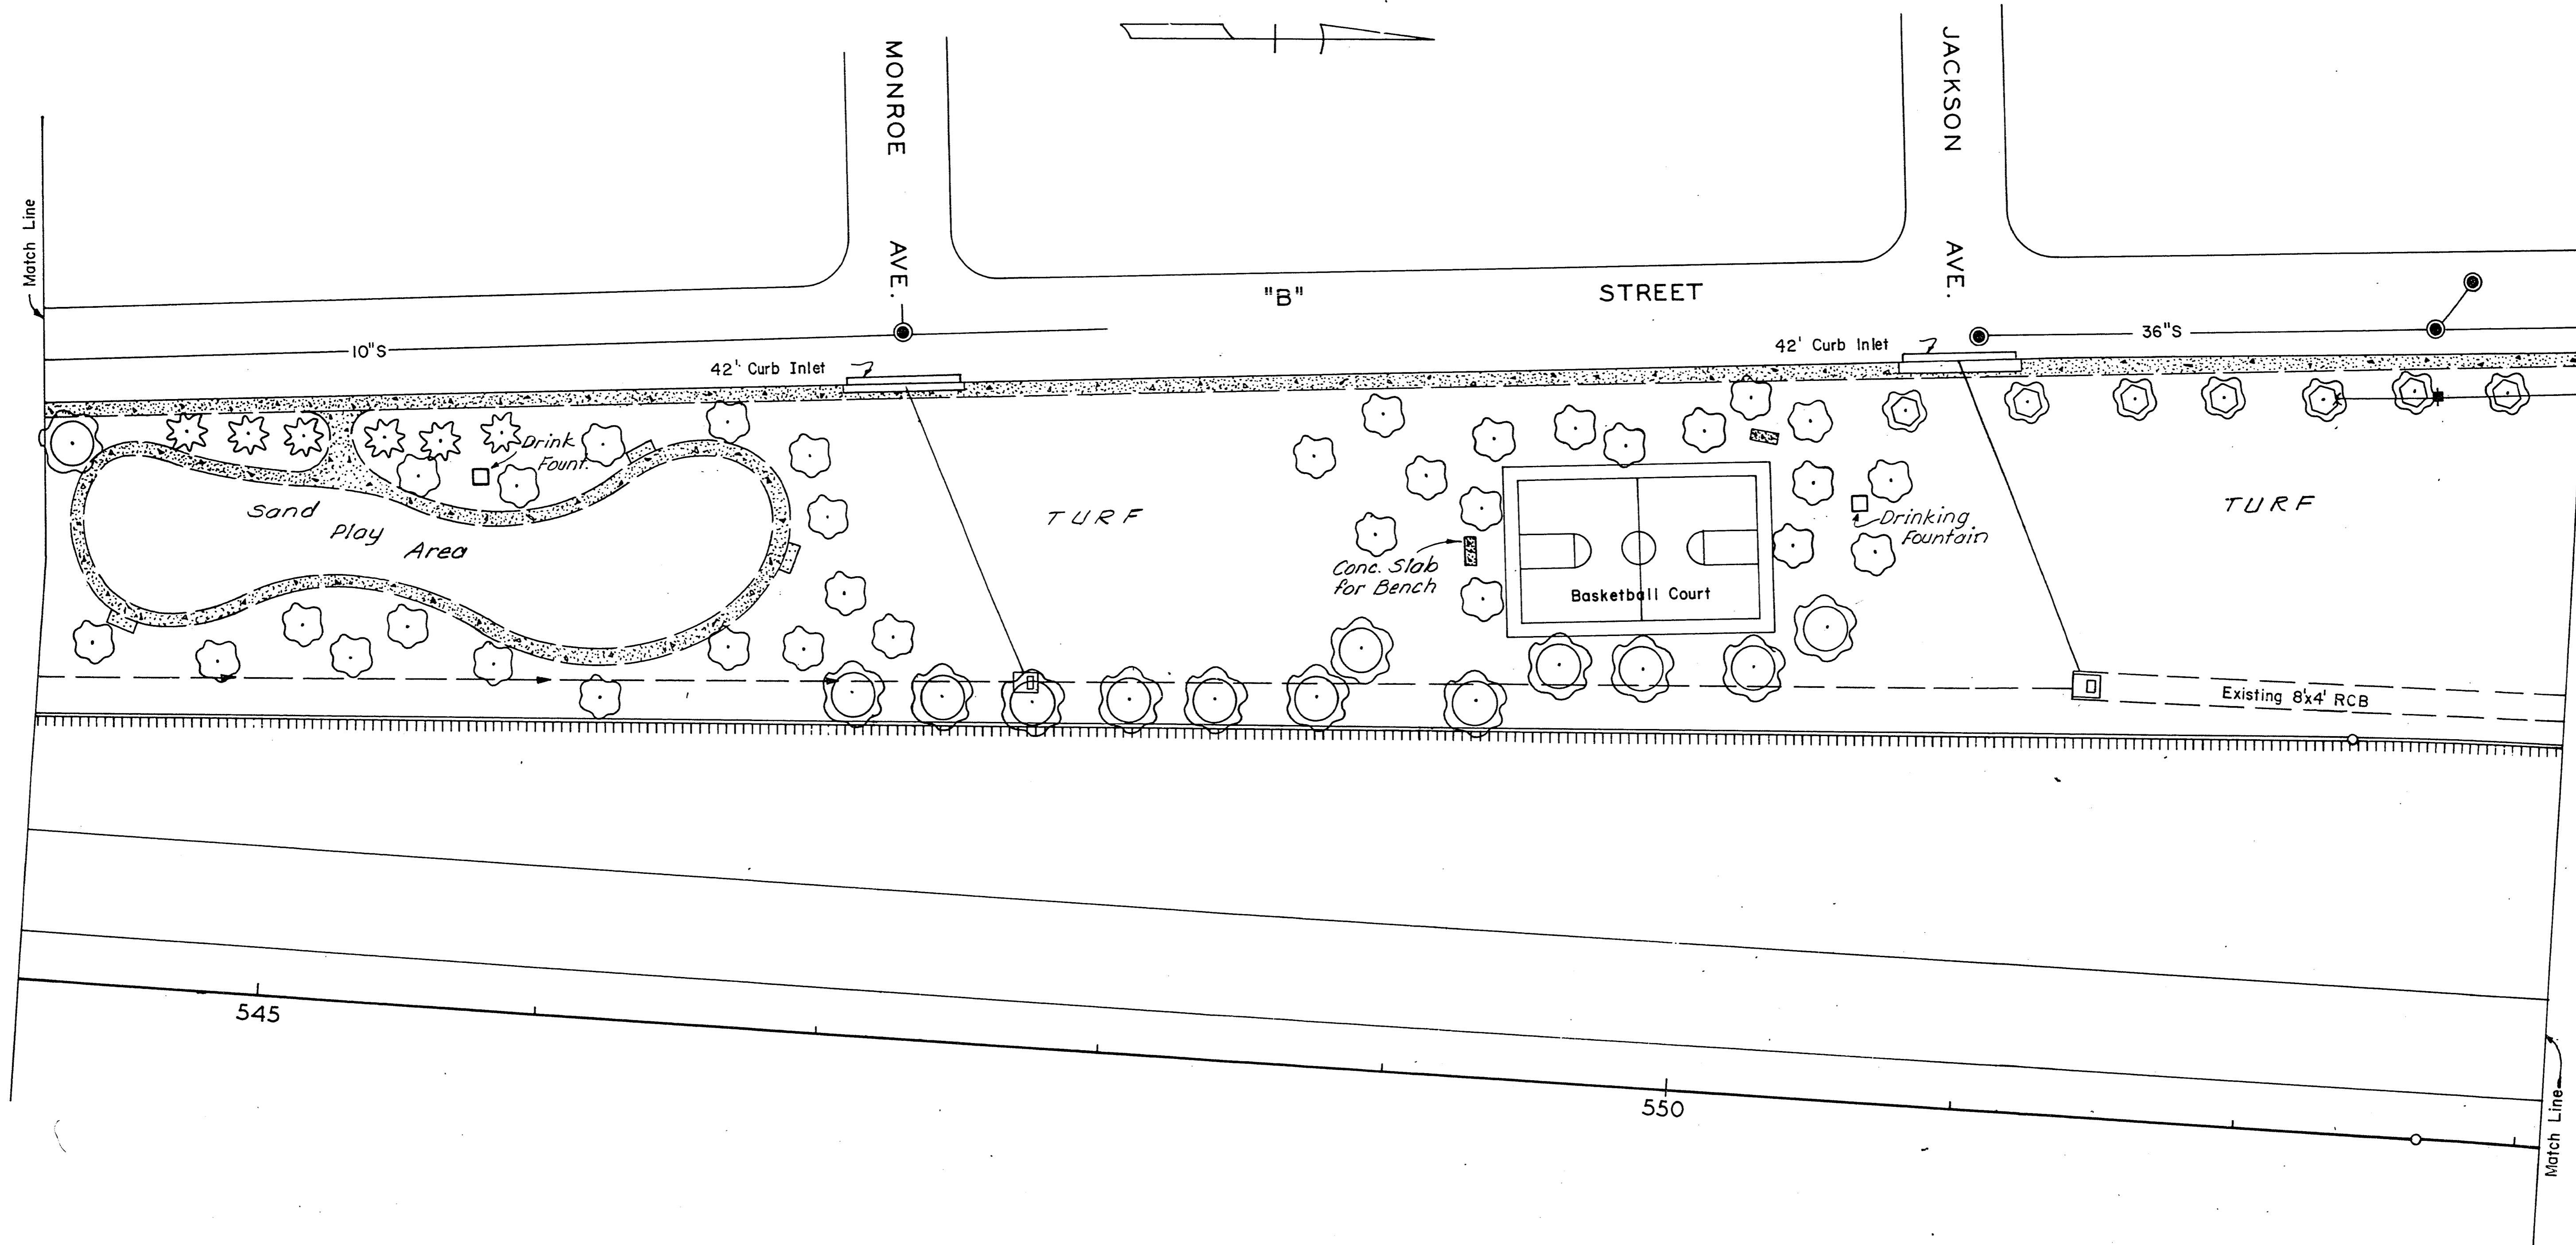 MONROE AVE.
JACKSON AVE.
Match Line
"B" STREET
10"S
36"S
42' Curb Inlet
42' Curb Inlet
Drink
Fount.
Sand
Play
Area
TURF
Conc. Slab
for Bench
Basketball Court
Drinking
Fountain
TURF
Existing 8'x4' RCB
545
550
Match Line